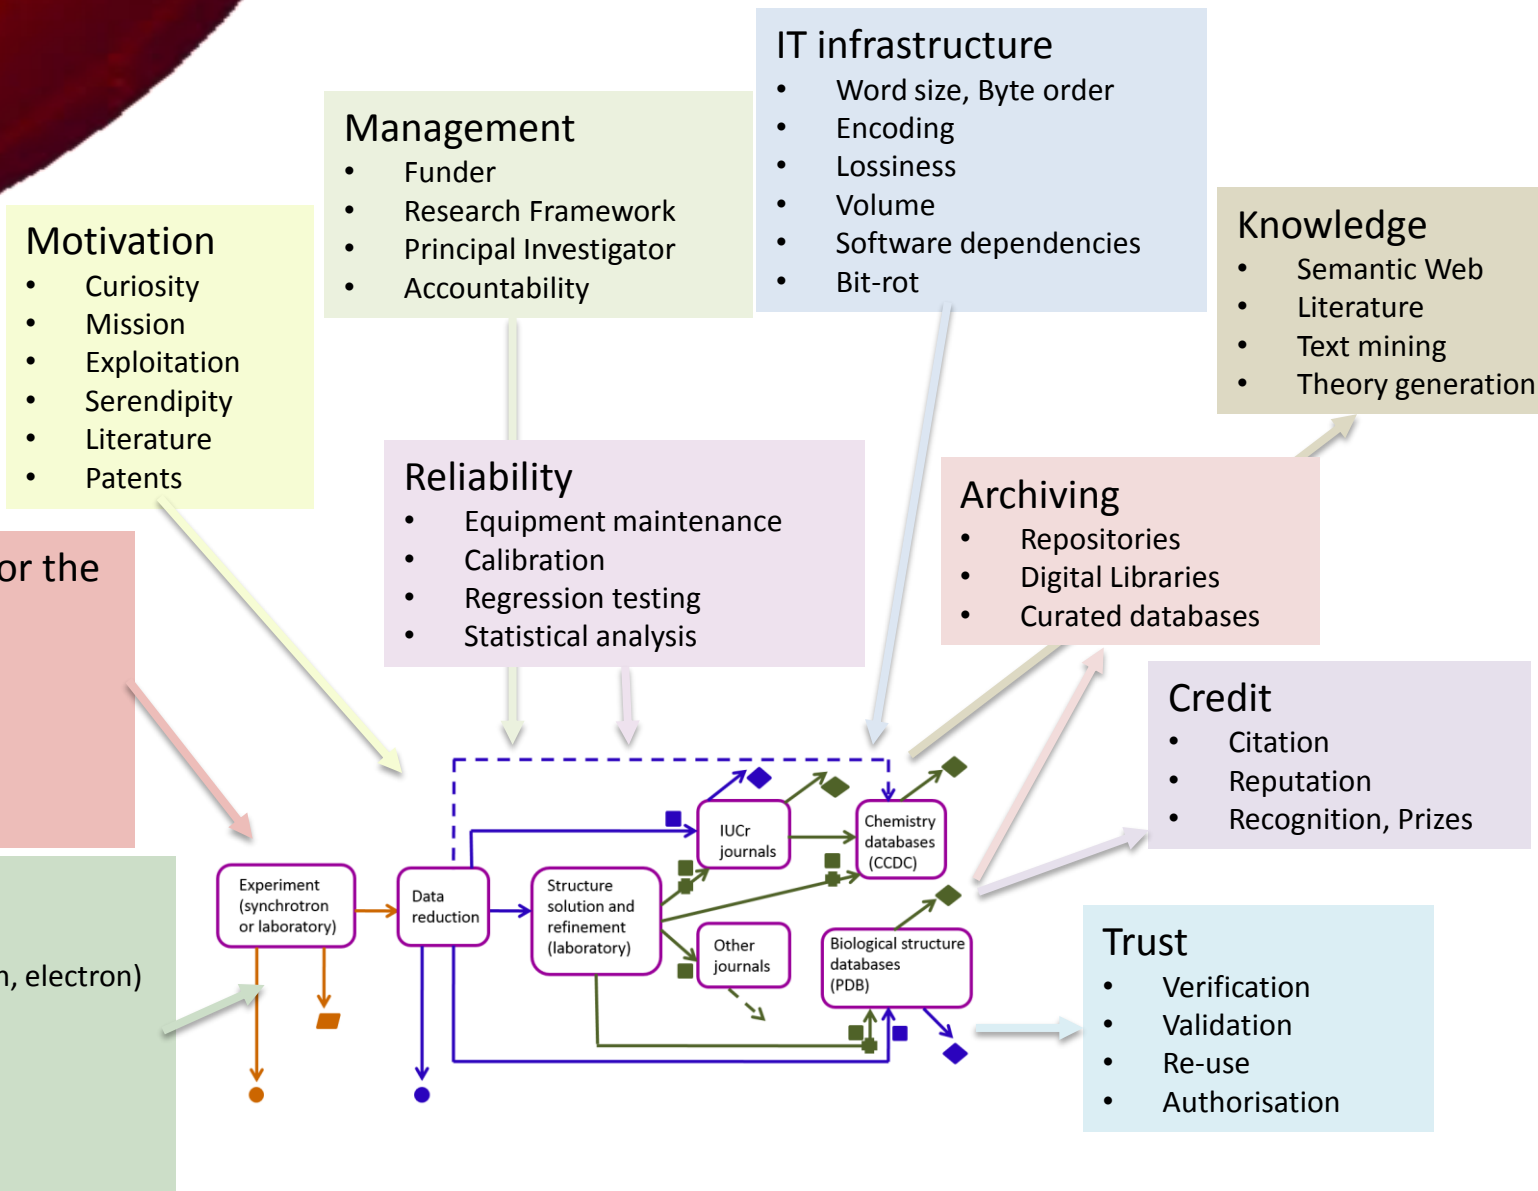 IT infrastructure
• Word size, Byte order
• Encoding
• Lossiness
• Volume
• Software dependencies
• Bit-rot
Management
• Funder
• Research Framework
• Principal Investigator
• Accountability
Motivation
• Curiosity
• Mission
• Exploitation
• Serendipity
• Literature
• Patents
Knowledge
• Semantic Web
• Literature
• Text mining
• Theory generation
Reliability
• Equipment maintenance
• Calibration
• Regression testing
• Statistical analysis
Archiving
• Repositories
• Digital Libraries
• Curated databases
or the
Credit
• Citation
• Reputation
• Recognition, Prizes
Experiment
(synchrotron
or laboratory)
Data
reduction
Structure
solution and
refinement
(laboratory)
IUCr
journals
Chemistry
databases
(CCDC)
Other
journals
Biological structure
databases
(PDB)
, electron)
Trust
• Verification
• Validation
• Re-use
• Authorisation